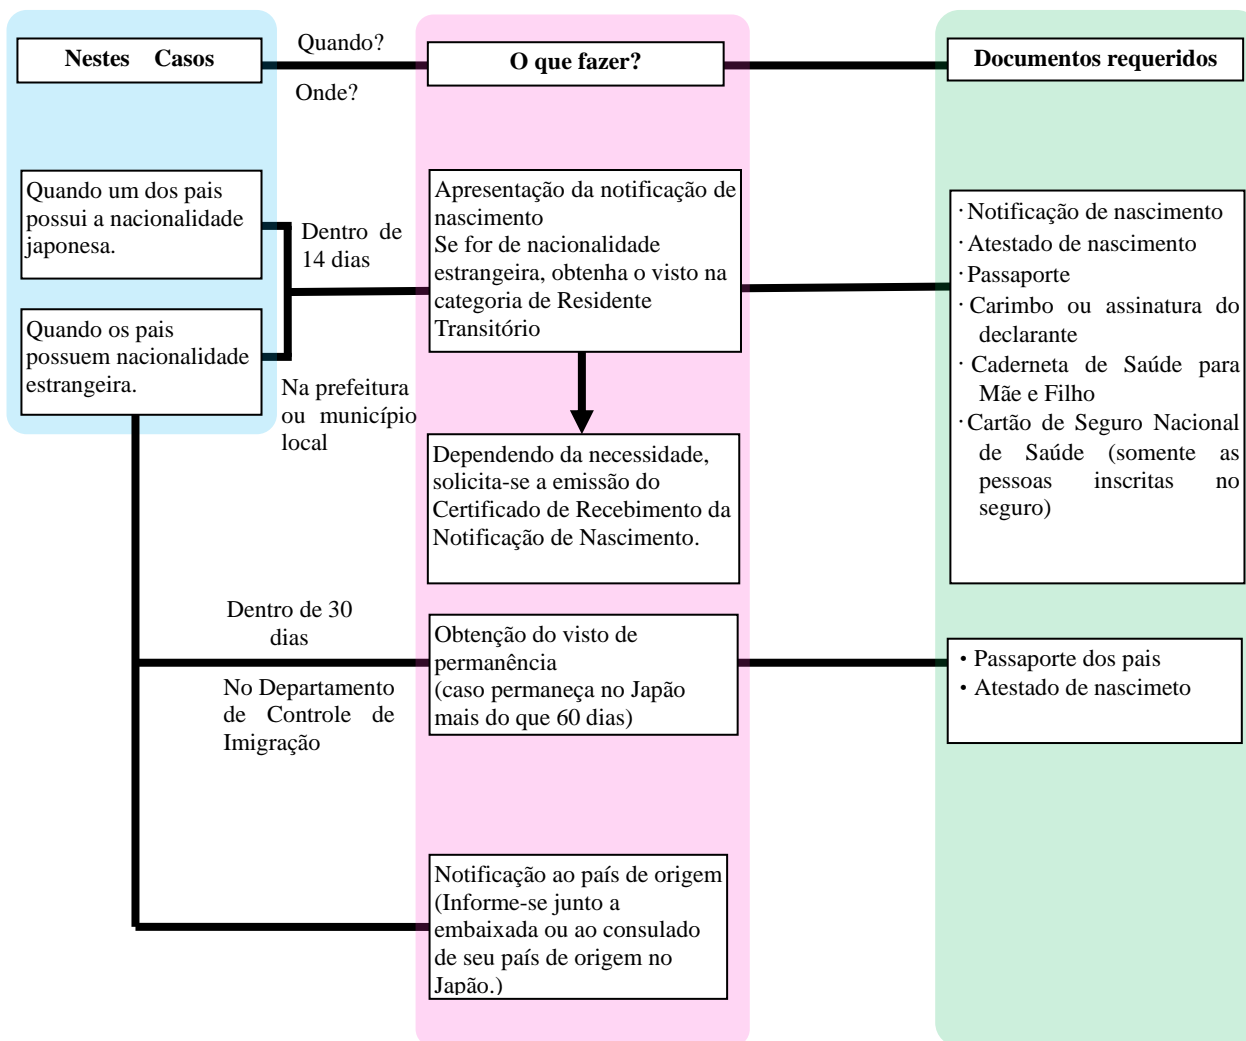 Nestes Casos
Quando?
Onde?
O que fazer?
Documentos requeridos
Quando um dos pais
possui a nacionalidade
japonesa.
Quando os pais
possuem nacionalidade
estrangeira.
Dentro de
14 dias
Na prefeitura
ou município
local
Apresentação da notificação de
nascimento
Se for de nacionalidade
estrangeira, obtenha o visto na
categoria de Residente
Transitório
Dependendo da necessidade,
solicita-se a emissão do
Certificado de Recebimento da
Notificação de Nascimento.
·Notificação de nascimento
·Atestado de nascimento
·Passaporte
·Carimbo ou assinatura do
declarante
·Caderneta de Saúde para
Mãe e Filho
·Cartão de Seguro Nacional
de Saúde (somente as
pessoas inscritas no
seguro)
Dentro de 30
dias
No Departamento
de Controle de
Imigração
Obtenção do visto de
permanência
(caso permaneça no Japão
mais do que 60 dias)
・Passaporte dos pais
・Atestado de nascimeto
Notificação ao país de origem
(Informe-se junto a
embaixada ou ao consulado
de seu país de origem no
Japão.)